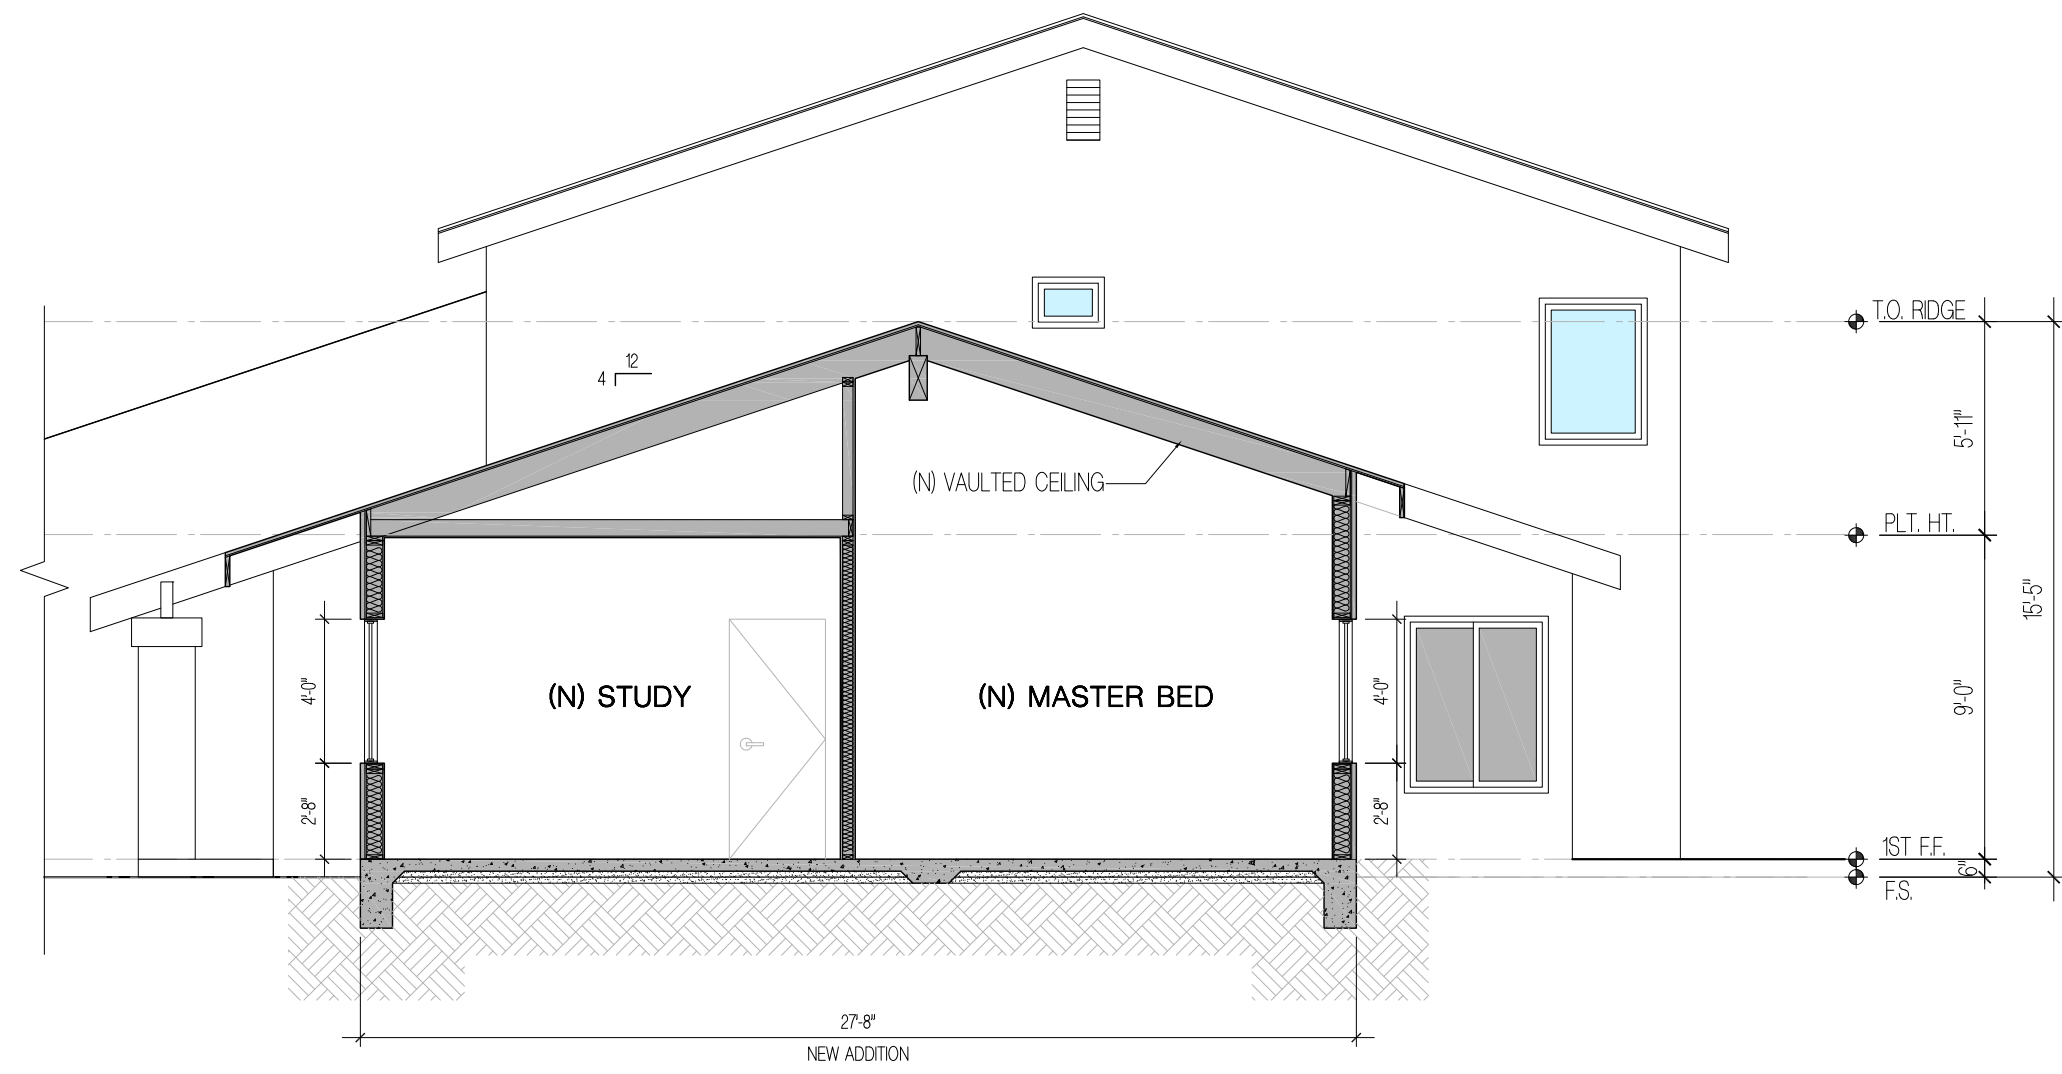 T.O. RIDGE
12
4
5'-11"
(N) VAULTED CEILING
PLT. HT.
15'-5"
4'-0"
(N) STUDY
(N) MASTER BED
4'-0"
9'-0"
2'-8"
2'-8"
1ST F.F.
6"
F.S.
27'-8"
NEW ADDITION